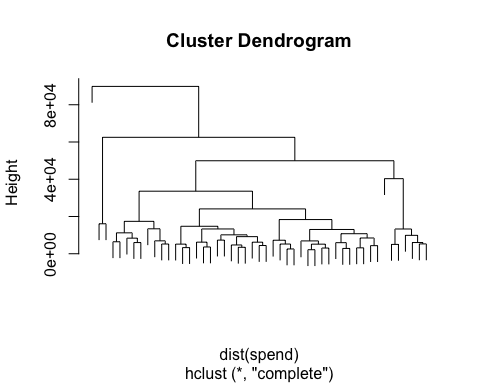 Cluster Dendrogram
Height
8e+04
4e+04
0e+00
dist(spend)
hclust (*, "complete")